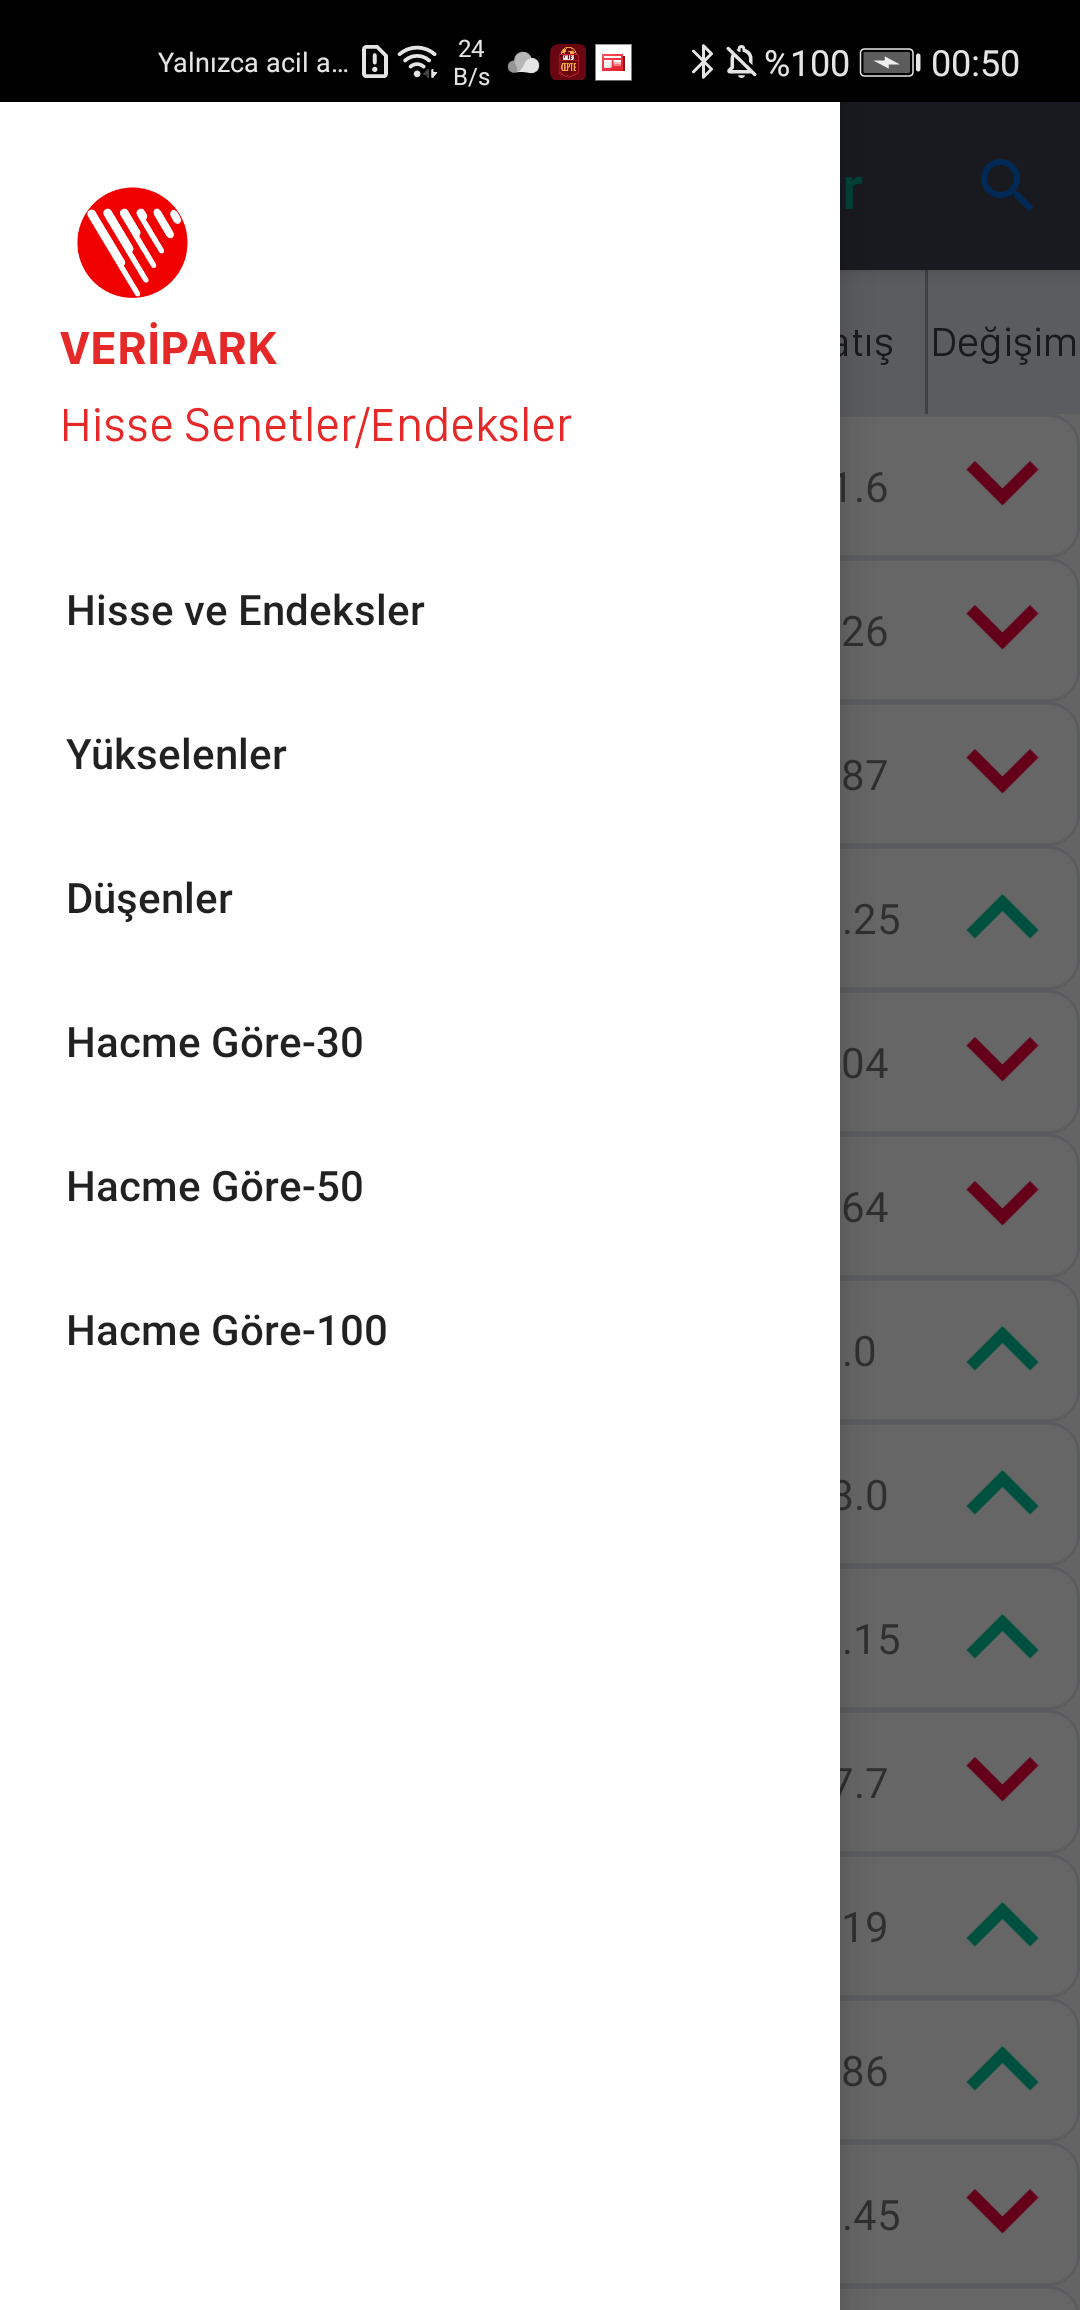 Yalnızca acil a... 24 B/s %100 00:50
VERİPARK
Hisse Senetler/Endeksler
Hisse ve Endeksler
Yükselenler
Düşenler
Hacme Göre-30
Hacme Göre-50
Hacme Göre-100
r
atış Değişim
1.6
26
87
.25
04
64
.0
3.0
.15
7.7
19
86
.45